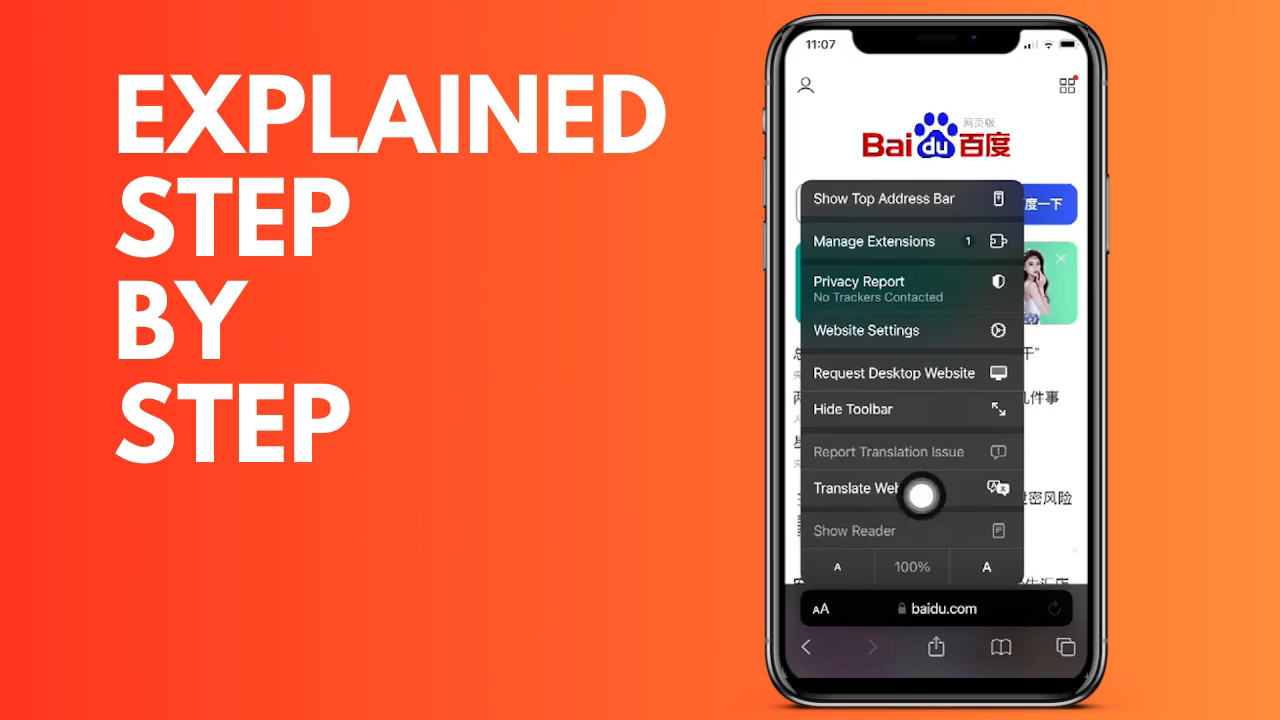 EXPLAINED
STEP
BY
STEP
11:07
网页版
Bai du 百度
Show Top Address Bar
度一下
Manage Extensions 1
Privacy Report
No Trackers Contacted
Website Settings
Request Desktop Website
Hide Toolbar
几件事
Report Translation Issue
Translate Web
密风险
Show Reader
A 100% A
AA baidu.com